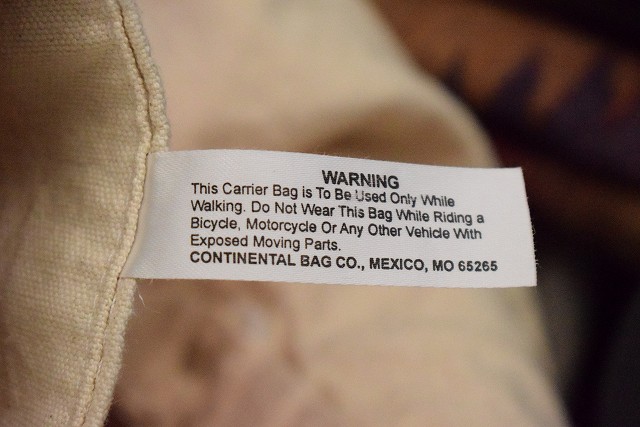 WARNING
This Carrier Bag is To Be Used Only While
Walking. Do Not Wear This Bag While Riding a
Bicycle, Motorcycle Or Any Other Vehicle With
Exposed Moving Parts.
CONTINENTAL BAG CO., MEXICO, MO 65265